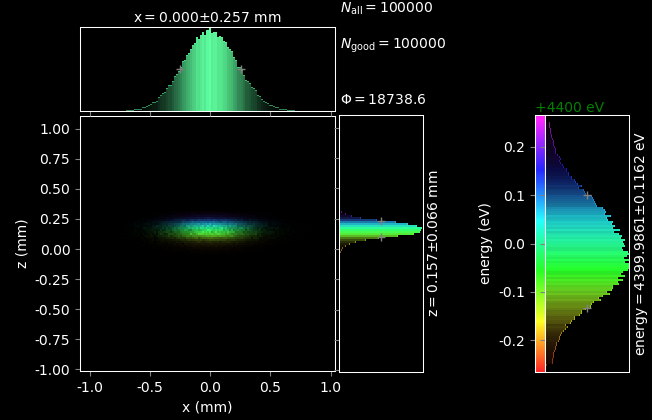 x = 0.000±0.257 mm
N_all = 100000
N_good = 100000
Φ = 18738.6
+4400 eV
1.00
0.75
0.50
0.25
0.00
-0.25
-0.50
-0.75
-1.00
z (mm)
-1.0
-0.5
0.0
0.5
1.0
x (mm)
z = 0.157±0.066 mm
0.2
0.1
0.0
-0.1
-0.2
energy (eV)
energy = 4399.9861±0.1162 eV